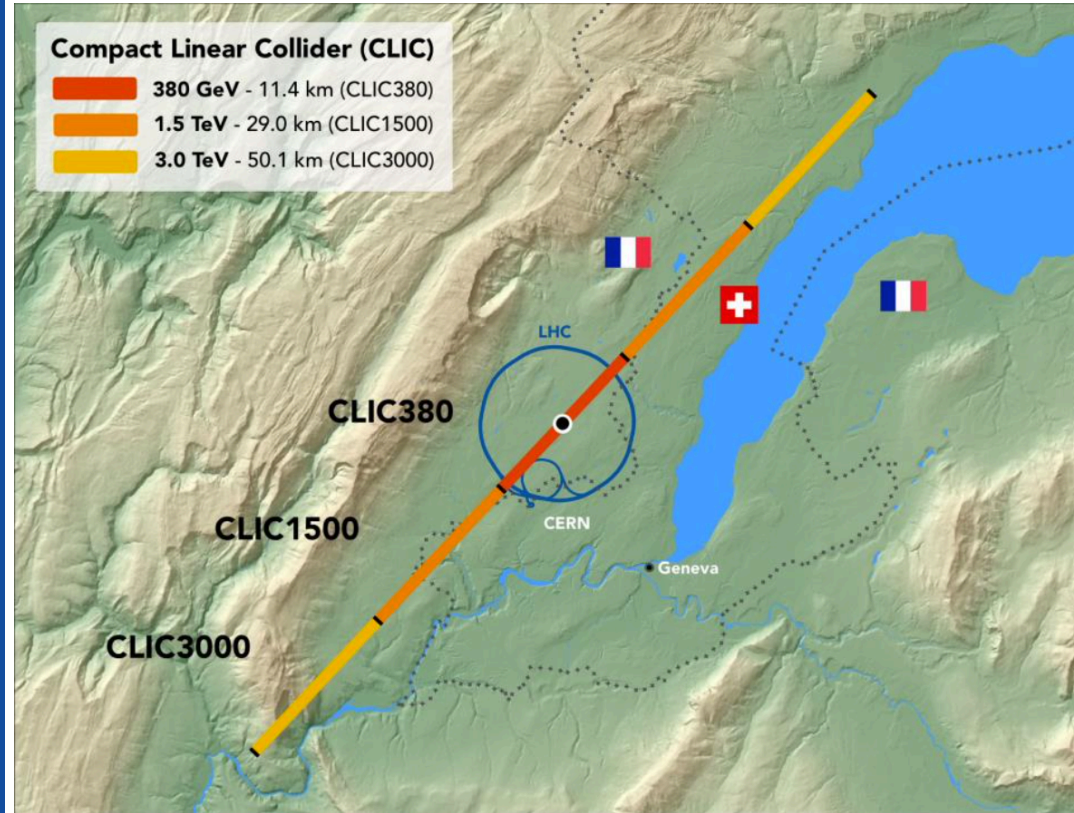 Compact Linear Collider (CLIC)
380 GeV - 11.4 km (CLIC380)
1.5 TeV - 29.0 km (CLIC1500)
3.0 TeV - 50.1 km (CLIC3000)
LHC
CLIC380
CLIC1500
CERN
Geneva
CLIC3000